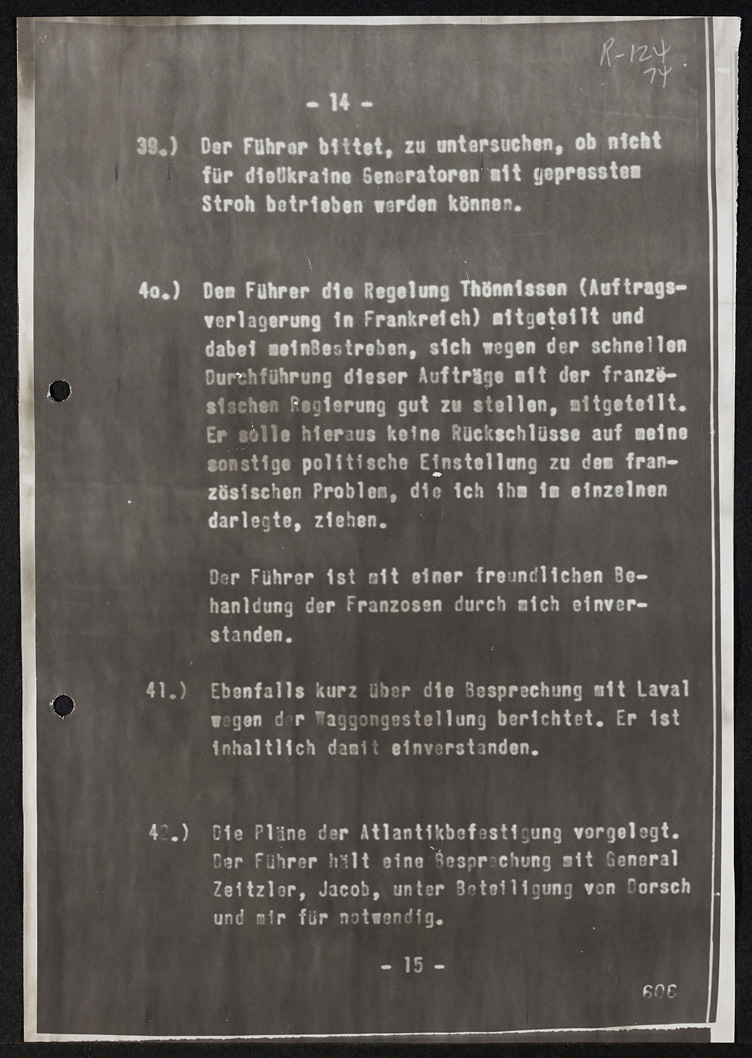 R-124
74
- 14 -
39.) Der Führer bittet, zu untersuchen, ob nicht
für dieUkraine Generatoren mit gepresstem
Stroh betrieben werden können.
4o.) Dem Führer die Regelung Thönnissen (Auftrags-
verlagerung in Frankreich) mitgeteilt und
dabei meinBestreben, sich wegen der schnellen
Durchführung dieser Aufträge mit der franzö-
sischen Regierung gut zu stellen, mitgeteilt.
Er solle hieraus keine Rückschlüsse auf meine
sonstige politische Einstellung zu dem fran-
zösischen Problem, die ich ihm im einzelnen
darlegte, ziehen.
Der Führer ist mit einer freundlichen Be-
hanldung der Franzosen durch mich einver-
standen.
41.) Ebenfalls kurz über die Besprechung mit Laval
wegen der Waggongestellung berichtet. Er ist
inhaltlich damit einverstanden.
42.) Die Pläne der Atlantikbefestigung vorgelegt.
Der Führer hält eine Besprechung mit General
Zeitzler, Jacob, unter Beteiligung von Dorsch
und mir für notwendig.
- 15 -
606